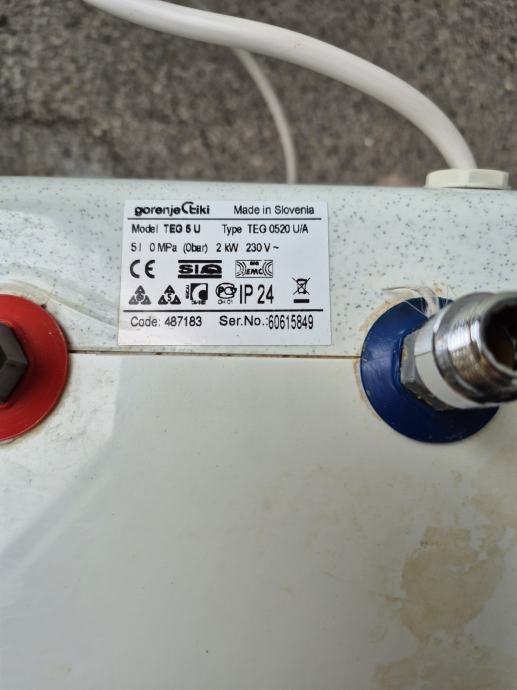 gorenje tiki Made in Slovenia
Model TEG 5 U Type TEG 0520 U/A
5 l 0 MPa (0bar) 2 kW 230 V ~
CE SIQ EMC
S PCT IP 24
Code: 487183 Ser.No.:60615849